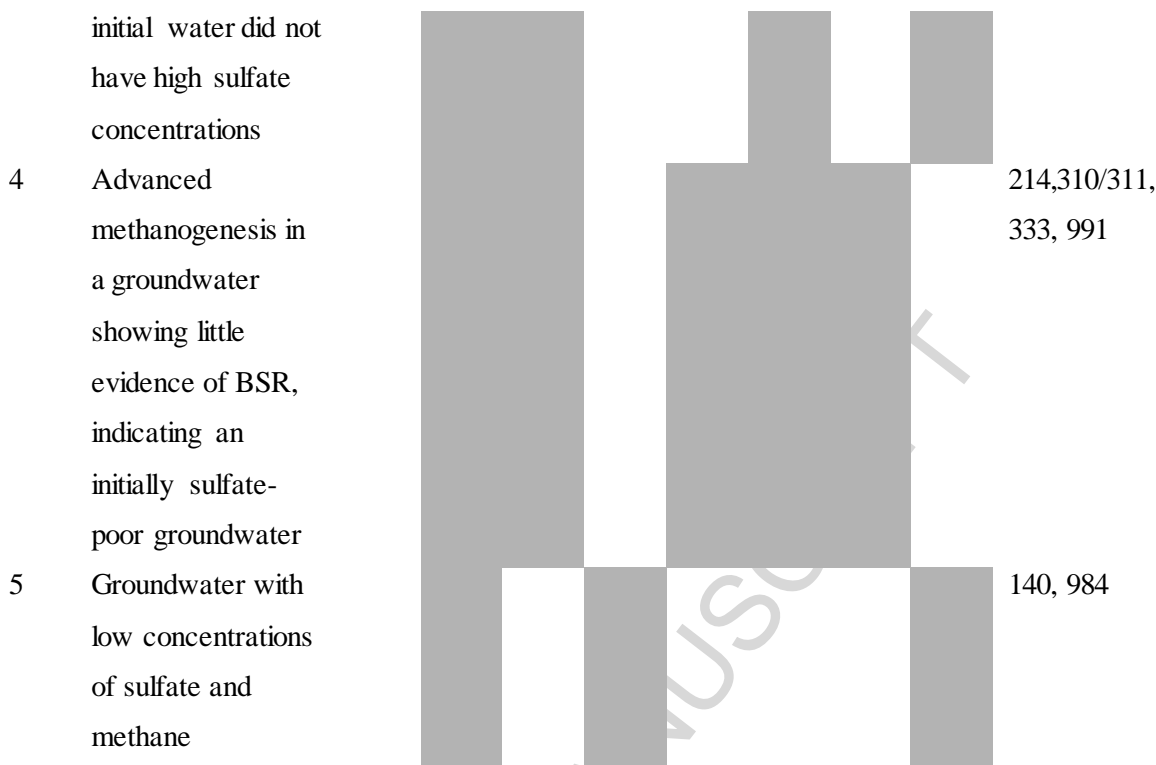 initial water did not
have high sulfate
concentrations
4 Advanced 214,310/311,
methanogenesis in 333, 991
a groundwater
showing little
evidence of BSR,
indicating an
initially sulfate-
poor groundwater
5 Groundwater with 140, 984
low concentrations
of sulfate and
methane